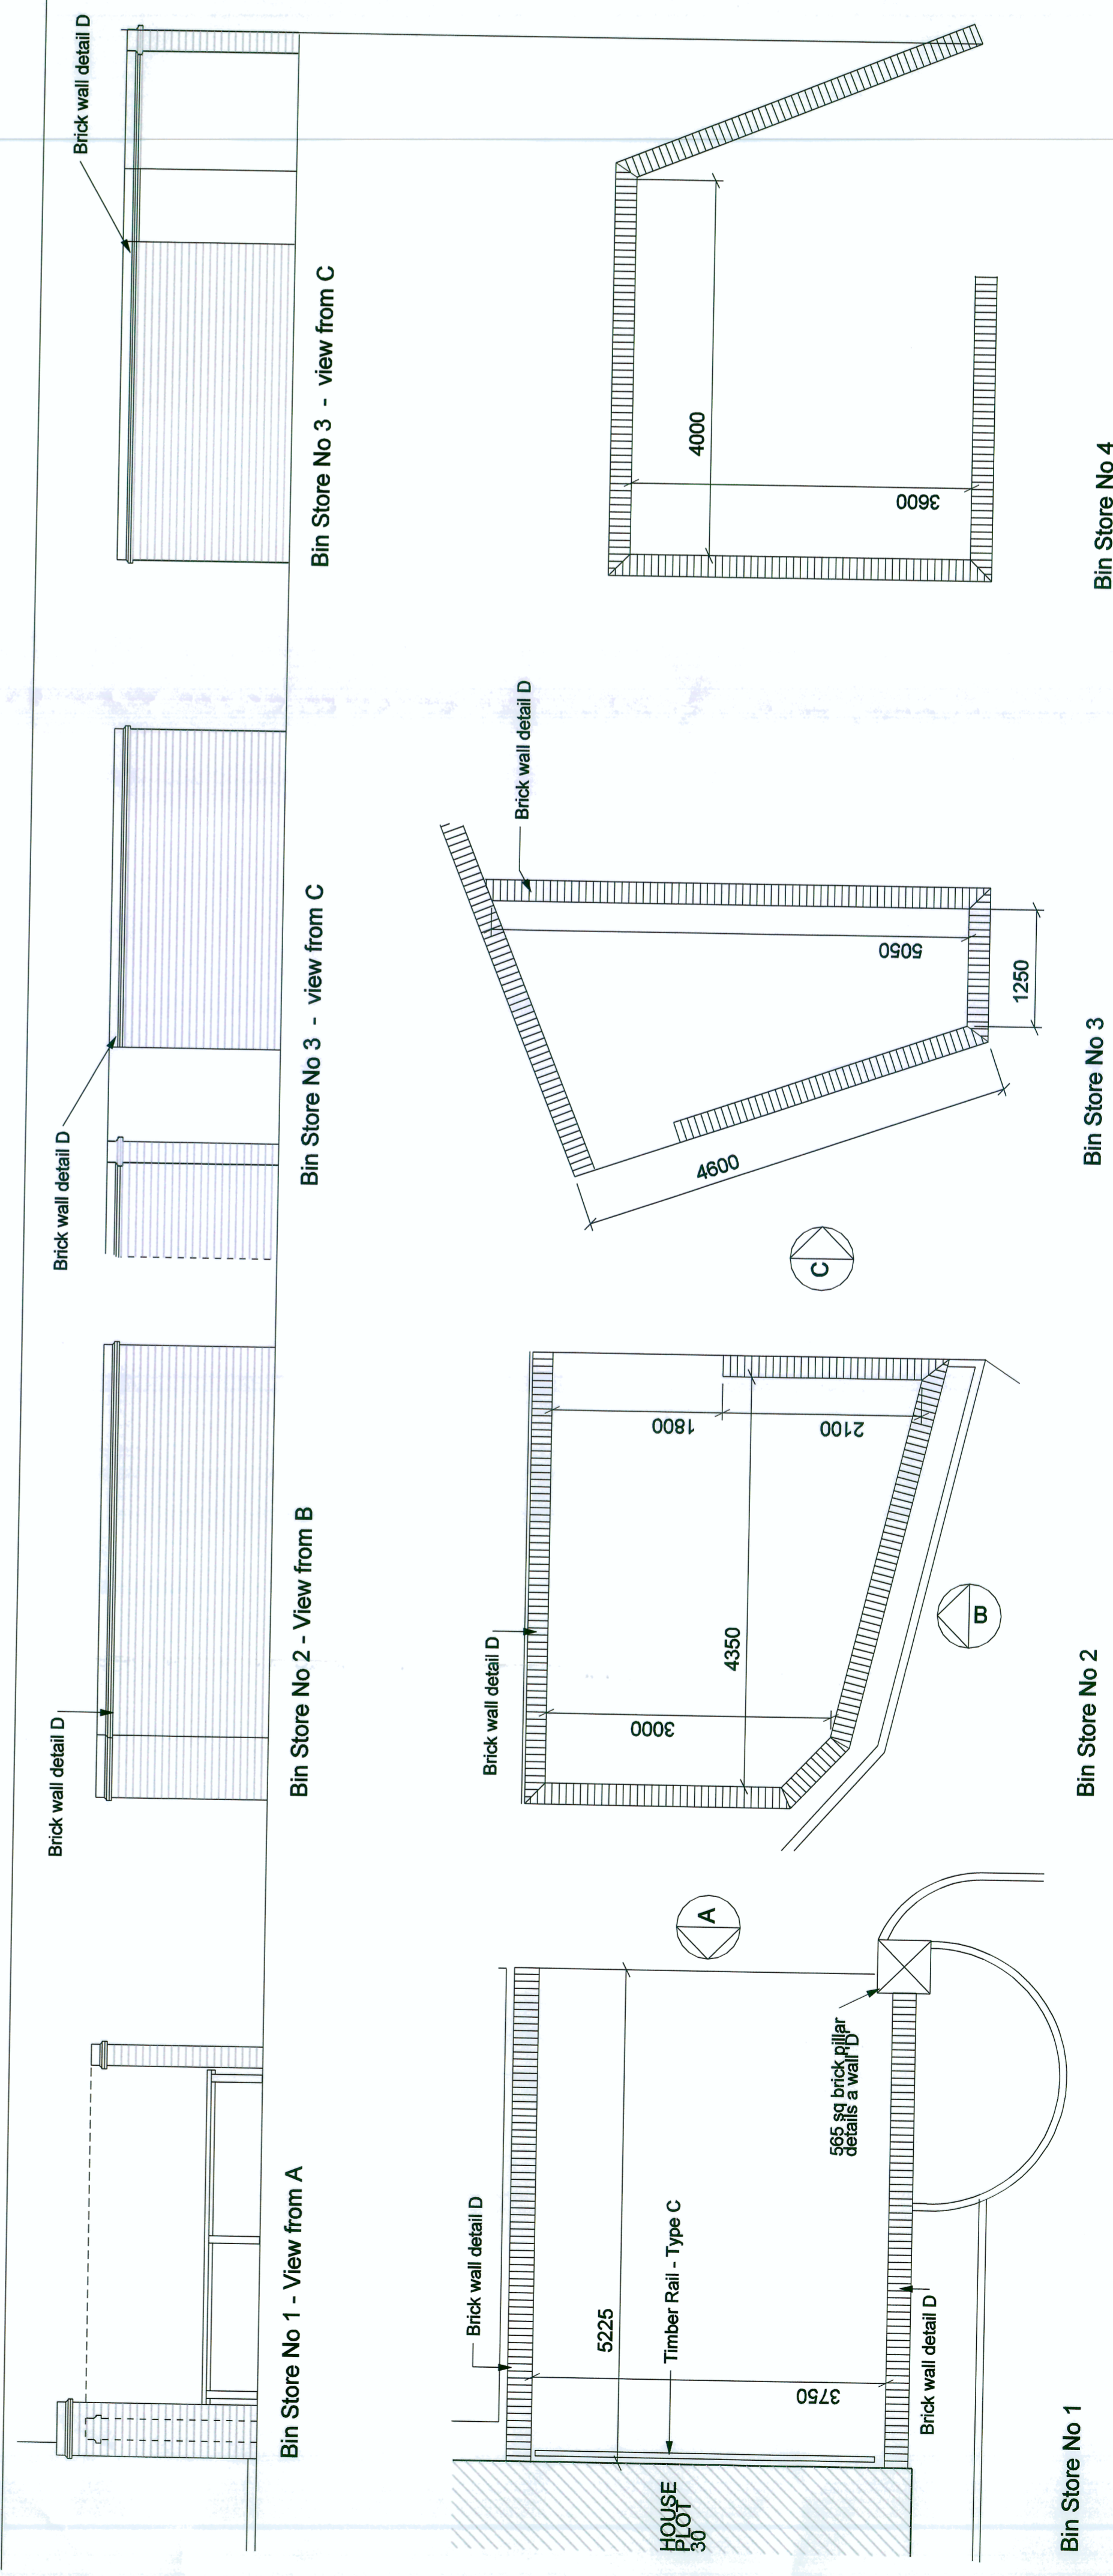 Brick wall detail D
Brick wall detail D
Brick wall detail D
Bin Store No 1 - View from A
Bin Store No 2 - View from B
Bin Store No 3 - view from C
Bin Store No 3 - view from C
Brick wall detail D
5225
Timber Rail - Type C
3750
HOUSE
PLOT
30
565 sq brick pillar
details a wall 'D'
Brick wall detail D
A
Brick wall detail D
3000
4350
1800
2100
B
C
Brick wall detail D
5050
4600
1250
4000
3600
Bin Store No 1
Bin Store No 2
Bin Store No 3
Bin Store No 4